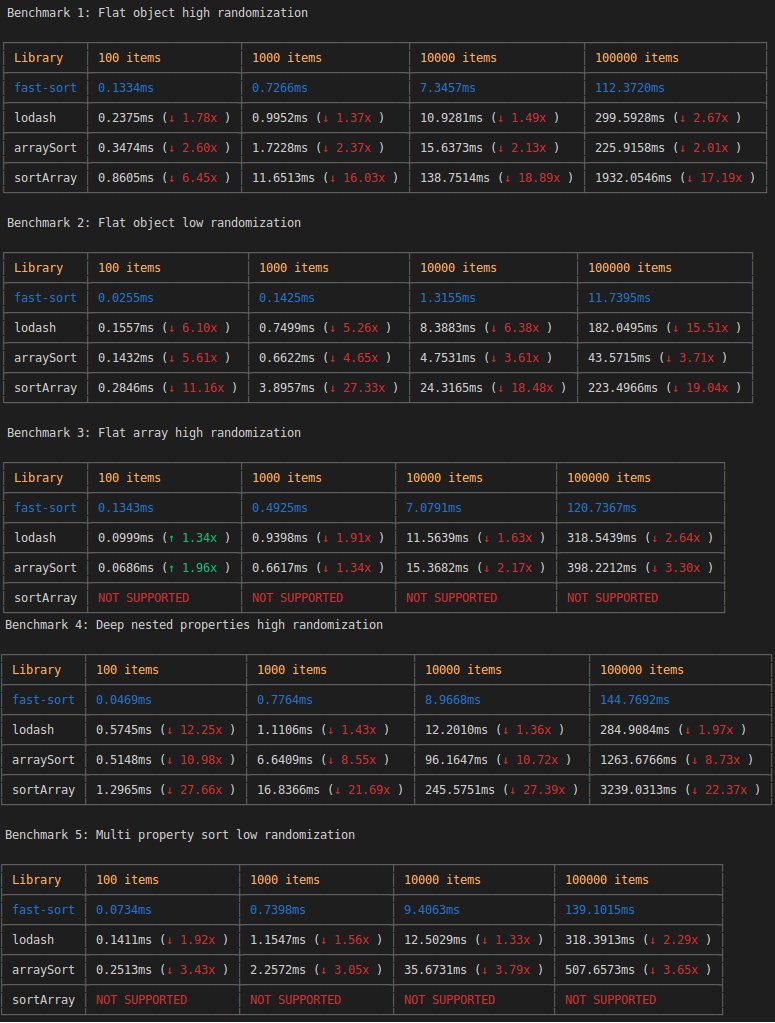 Benchmark 1: Flat object high randomization
Library 100 items 1000 items 10000 items 100000 items
fast-sort 0.1334ms 0.7266ms 7.3457ms 112.3720ms
lodash 0.2375ms (↓ 1.78x ) 0.9952ms (↓ 1.37x ) 10.9281ms (↓ 1.49x ) 299.5928ms (↓ 2.67x )
arraySort 0.3474ms (↓ 2.60x ) 1.7228ms (↓ 2.37x ) 15.6373ms (↓ 2.13x ) 225.9158ms (↓ 2.01x )
sortArray 0.8605ms (↓ 6.45x ) 11.6513ms (↓ 16.03x ) 138.7514ms (↓ 18.89x ) 1932.0546ms (↓ 17.19x )
Benchmark 2: Flat object low randomization
Library 100 items 1000 items 10000 items 100000 items
fast-sort 0.0255ms 0.1425ms 1.3155ms 11.7395ms
lodash 0.1557ms (↓ 6.10x ) 0.7499ms (↓ 5.26x ) 8.3883ms (↓ 6.38x ) 182.0495ms (↓ 15.51x )
arraySort 0.1432ms (↓ 5.61x ) 0.6622ms (↓ 4.65x ) 4.7531ms (↓ 3.61x ) 43.5715ms (↓ 3.71x )
sortArray 0.2846ms (↓ 11.16x ) 3.8957ms (↓ 27.33x ) 24.3165ms (↓ 18.48x ) 223.4966ms (↓ 19.04x )
Benchmark 3: Flat array high randomization
Library 100 items 1000 items 10000 items 100000 items
fast-sort 0.1343ms 0.4925ms 7.0791ms 120.7367ms
lodash 0.0999ms (↑ 1.34x ) 0.9398ms (↓ 1.91x ) 11.5639ms (↓ 1.63x ) 318.5439ms (↓ 2.64x )
arraySort 0.0686ms (↑ 1.96x ) 0.6617ms (↓ 1.34x ) 15.3682ms (↓ 2.17x ) 398.2212ms (↓ 3.30x )
sortArray NOT SUPPORTED NOT SUPPORTED NOT SUPPORTED NOT SUPPORTED
Benchmark 4: Deep nested properties high randomization
Library 100 items 1000 items 10000 items 100000 items
fast-sort 0.0469ms 0.7764ms 8.9668ms 144.7692ms
lodash 0.5745ms (↓ 12.25x ) 1.1106ms (↓ 1.43x ) 12.2010ms (↓ 1.36x ) 284.9084ms (↓ 1.97x )
arraySort 0.5148ms (↓ 10.98x ) 6.6409ms (↓ 8.55x ) 96.1647ms (↓ 10.72x ) 1263.6766ms (↓ 8.73x )
sortArray 1.2965ms (↓ 27.66x ) 16.8366ms (↓ 21.69x ) 245.5751ms (↓ 27.39x ) 3239.0313ms (↓ 22.37x )
Benchmark 5: Multi property sort low randomization
Library 100 items 1000 items 10000 items 100000 items
fast-sort 0.0734ms 0.7398ms 9.4063ms 139.1015ms
lodash 0.1411ms (↓ 1.92x ) 1.1547ms (↓ 1.56x ) 12.5029ms (↓ 1.33x ) 318.3913ms (↓ 2.29x )
arraySort 0.2513ms (↓ 3.43x ) 2.2572ms (↓ 3.05x ) 35.6731ms (↓ 3.79x ) 507.6573ms (↓ 3.65x )
sortArray NOT SUPPORTED NOT SUPPORTED NOT SUPPORTED NOT SUPPORTED